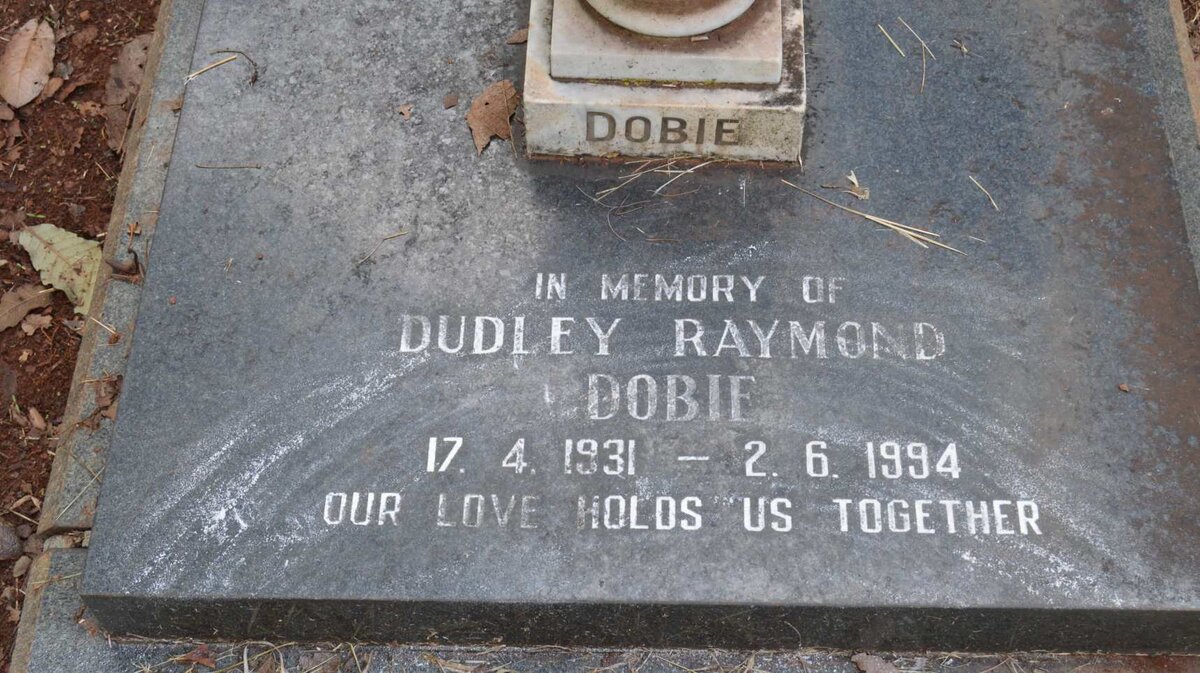 DOBIE
IN MEMORY OF
DUDLEY RAYMOND
DOBIE
17. 4. 1931 – 2. 6. 1994
OUR LOVE HOLDS US TOGETHER